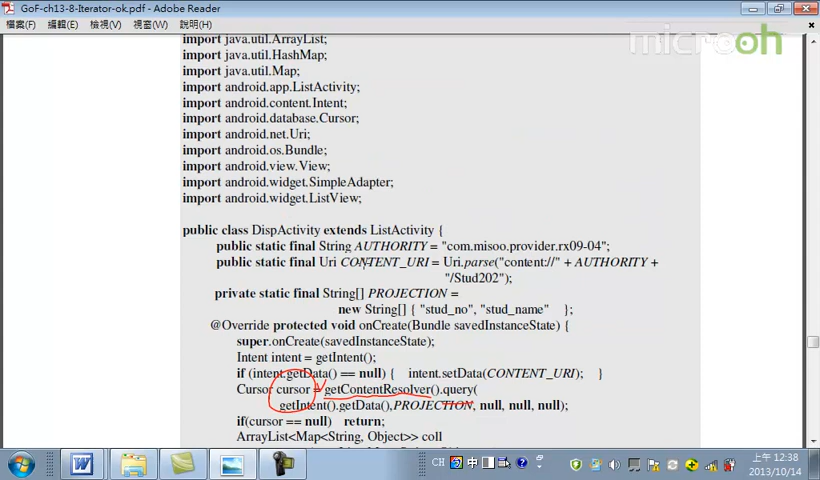 GoF-ch13-8-Iterator-ok.pdf - Adobe Reader
檔案(F) 編輯(E) 檢視(V) 視窗(W) 說明(H)
microoh
import java.util.ArrayList;
import java.util.HashMap;
import java.util.Map;
import android.app.ListActivity;
import android.content.Intent;
import android.database.Cursor;
import android.net.Uri;
import android.os.Bundle;
import android.view.View;
import android.widget.SimpleAdapter;
import android.widget.ListView;
public class DispActivity extends ListActivity {
public static final String AUTHORITY = "com.misoo.provider.rx09-04";
public static final Uri CONTENT_URI = Uri.parse("content://" + AUTHORITY +
"/Stud202");
private static final String[] PROJECTION =
new String[] { "stud_no", "stud_name" };
@Override protected void onCreate(Bundle savedInstanceState) {
super.onCreate(savedInstanceState);
Intent intent = getIntent();
if (intent.getData() == null) { intent.setData(CONTENT_URI); }
Cursor cursor = getContentResolver().query(
getIntent().getData(),PROJECTION, null, null, null);
if(cursor == null) return;
ArrayList<Map<String, Object>> coll
CH 中 上午 12:38
2013/10/14